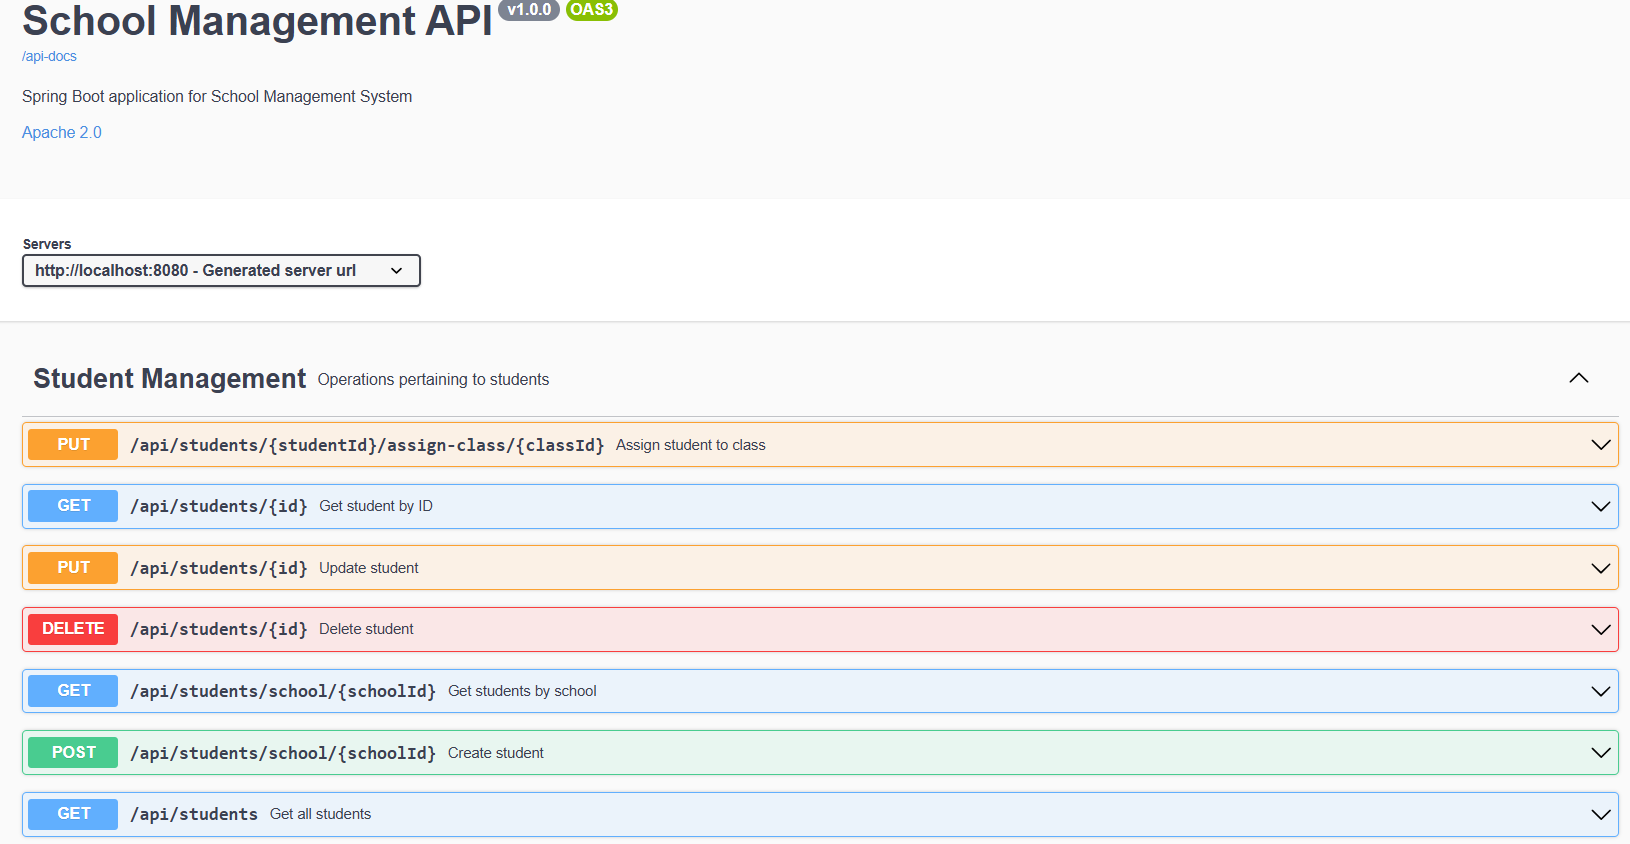 School Management API v1.0.0 OAS3
/api-docs
Spring Boot application for School Management System
Apache 2.0
Servers
http://localhost:8080 - Generated server url
Student Management Operations pertaining to students
PUT /api/students/{studentId}/assign-class/{classId} Assign student to class
GET /api/students/{id} Get student by ID
PUT /api/students/{id} Update student
DELETE /api/students/{id} Delete student
GET /api/students/school/{schoolId} Get students by school
POST /api/students/school/{schoolId} Create student
GET /api/students Get all students